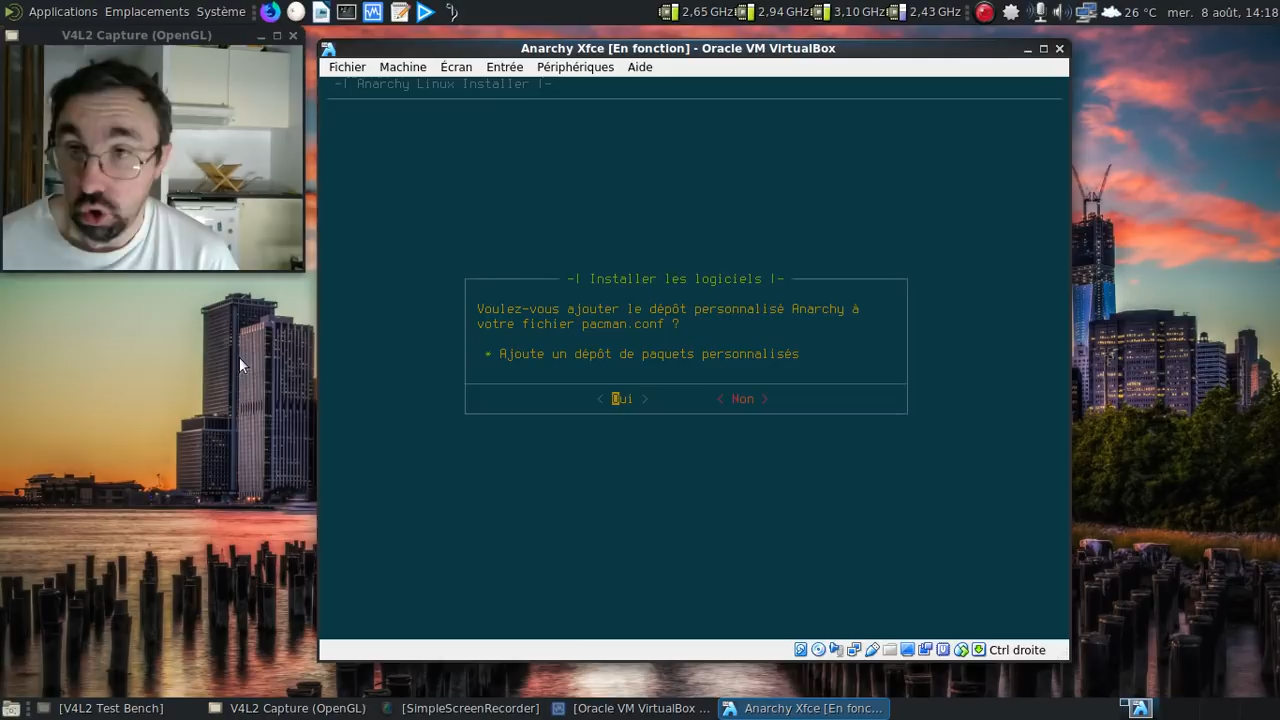 Applications Emplacements Système
2,65 GHz 2,94 GHz 3,10 GHz 2,43 GHz 26 °C mer. 8 août, 14:18
V4L2 Capture (OpenGL)
Anarchy Xfce [En fonction] - Oracle VM VirtualBox
Fichier Machine Écran Entrée Périphériques Aide
-| Anarchy Linux Installer |-
-| Installer les logiciels |-
Voulez-vous ajouter le dépôt personnalisé Anarchy à
votre fichier pacman.conf ?
* Ajoute un dépôt de paquets personnalisés
< Oui > < Non >
Ctrl droite
[V4L2 Test Bench] V4L2 Capture (OpenGL) [SimpleScreenRecorder] [Oracle VM VirtualBox ... Anarchy Xfce [En fonc...